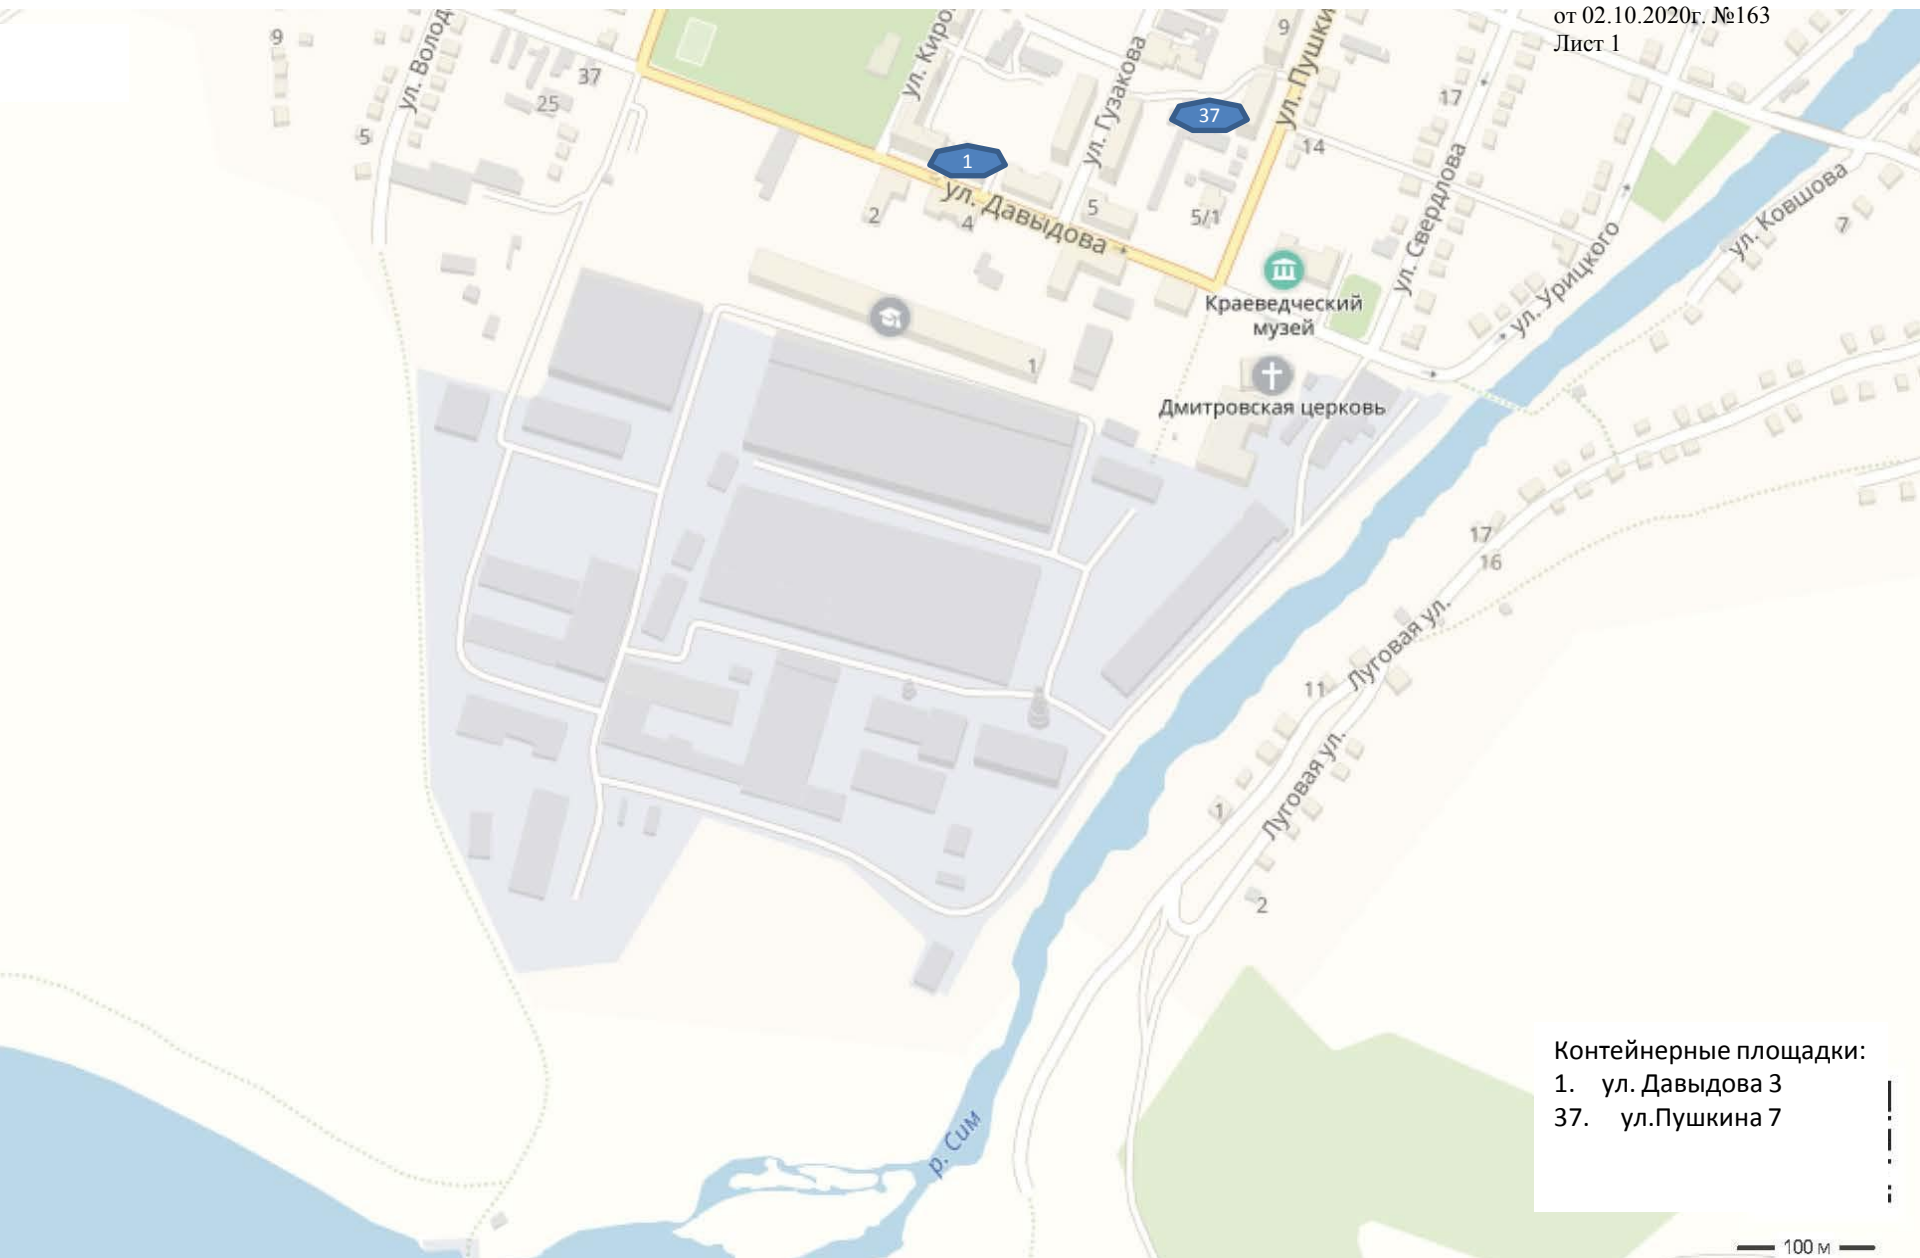 от 02.10.2020г. №163
Лист 1
9
37
25
5
ул. Волод
ул. Киро
ул. Гузакова
37
9
ул. Пушки
17
14
1
ул. Давыдова
2
4
5
5/1
ул. Свердлова
ул. Урицкого
ул. Ковшова
7
Краеведческий
музей
1
Дмитровская церковь
17
16
Луговая ул.
11
Луговая ул.
1
2
р. Сим
Контейнерные площадки:
1. ул. Давыдова 3
37. ул.Пушкина 7
100 м